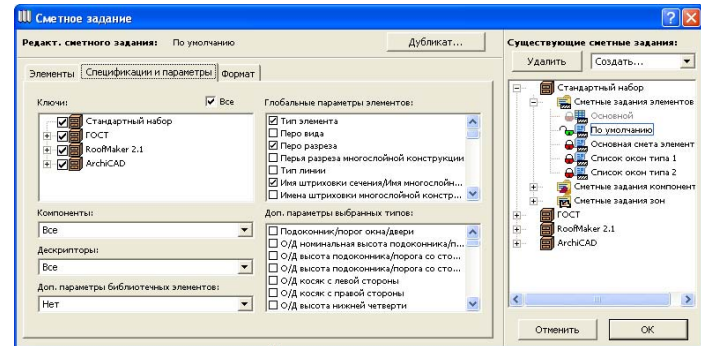 Сметное задание
Редакт. сметного задания: По умолчанию
Дубликат...
Элементы
Спецификации и параметры
Формат
Ключи:
Все
Стандартный набор
ГОСТ
RoofMaker 2.1
ArchiCAD
Компоненты:
Все
Дескрипторы:
Все
Доп. параметры библиотечных элементов:
Нет
Глобальные параметры элементов:
Тип элемента
Перо вида
Перо разреза
Перья разреза многослойной конструкции
Тип линии
Имя штриховки сечения/Имя многослойн...
Имена штриховки многослойной констр...
Доп. параметры выбранных типов:
Подоконник/порог окна/двери
О/Д номинальная высота подоконника/п...
О/Д высота подоконника/порога со сто...
О/Д высота подоконника/порога со сто...
О/Д косяк с левой стороны
О/Д косяк с правой стороны
О/Д высота нижней четверти
Существующие сметные задания:
Удалить
Создать...
Стандартный набор
Сметные задания элементов
Основной
По умолчанию
Основная смета элемент
Список окон типа 1
Список окон типа 2
Сметные задания компонент
Сметные задания зон
ГОСТ
RoofMaker 2.1
ArchiCAD
Отменить
OK